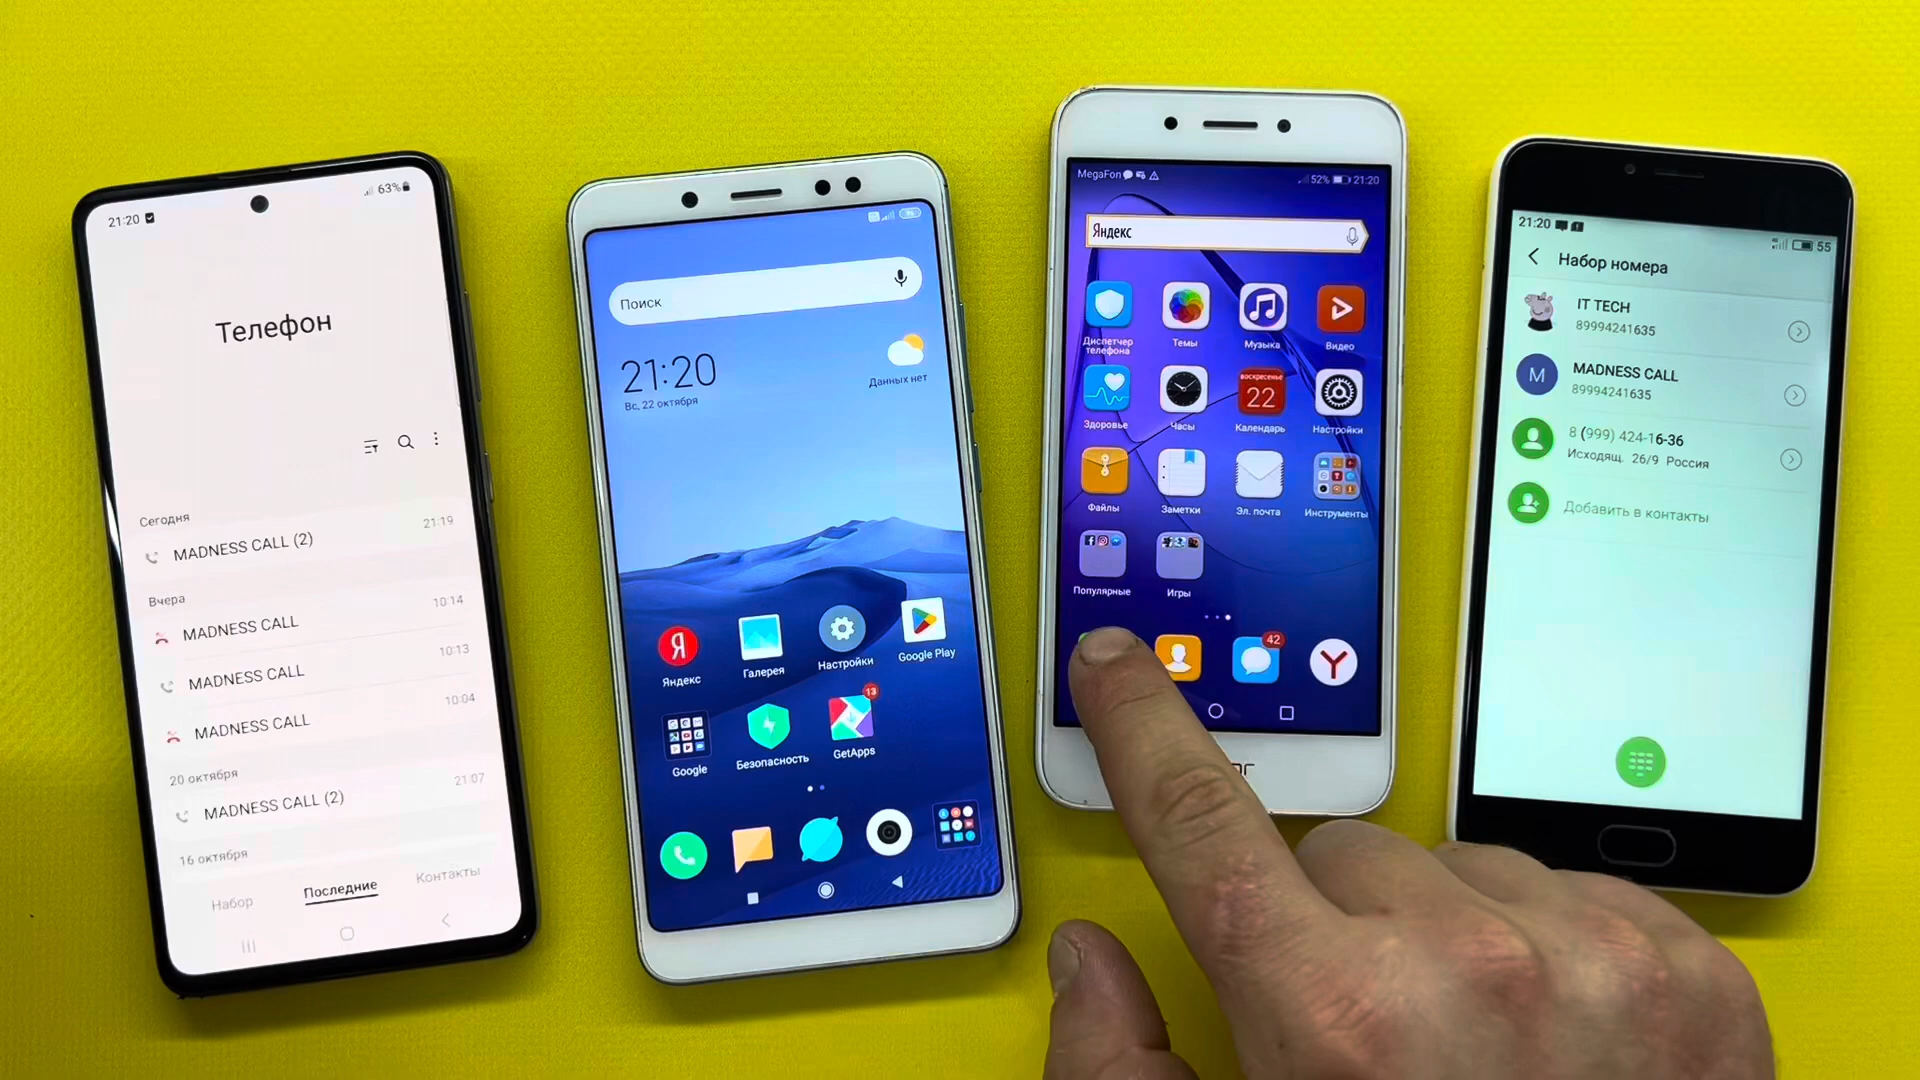 21:20
63%
Телефон
Сегодня
MADNESS CALL (2)
21:19
Вчера
MADNESS CALL
10:14
MADNESS CALL
10:13
MADNESS CALL
10:04
20 октября
MADNESS CALL (2)
21:07
16 октября
Набор
Последние
Контакты
Поиск
21:20
Вс, 22 октября
Данных нет
Я
Яндекс
Галерея
Настройки
Google Play
Google
Безопасность
13
GetApps
MegaFon
52%
21:20
Яндекс
Диспетчер телефона
Темы
Музыка
Видео
Здоровье
Часы
воскресенье
22
Календарь
Настройки
Файлы
Заметки
Эл. почта
Инструменты
Популярные
Игры
42
Y
21:20
55
Набор номера
IT TECH
89994241635
M
MADNESS CALL
89994241635
8 (999) 424-16-36
Исходящ. 26/9 Россия
Добавить в контакты